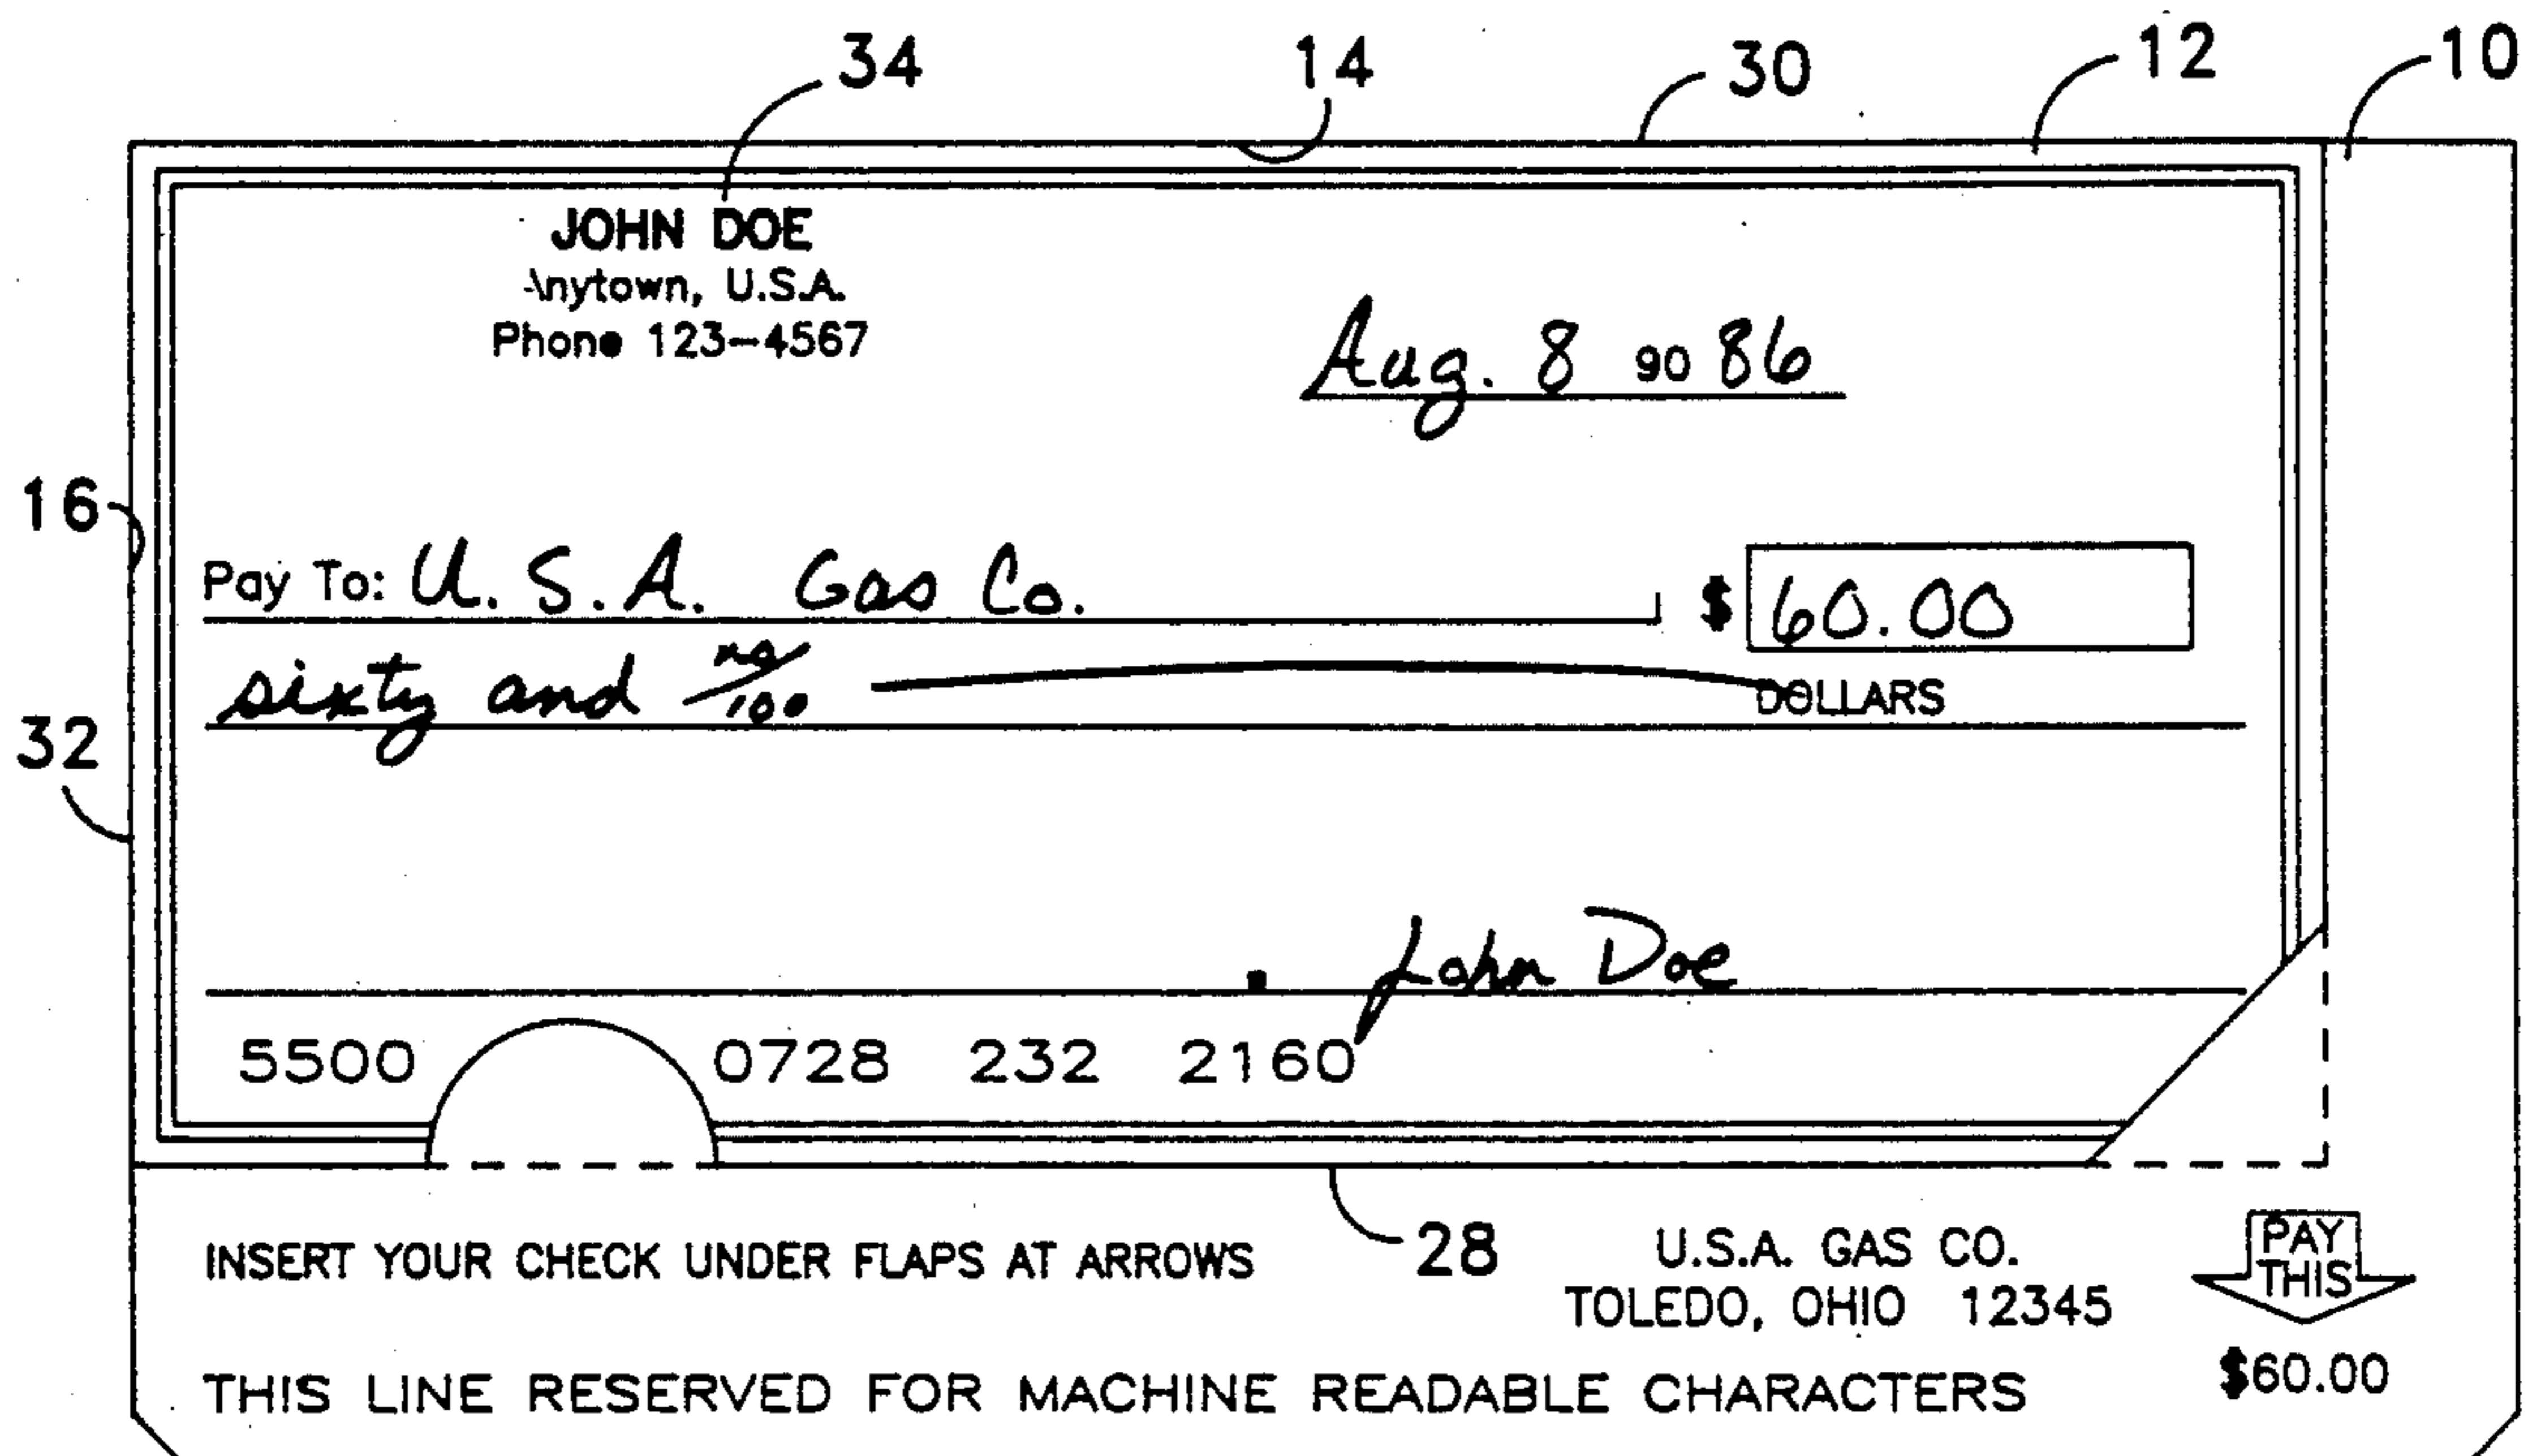 34 14 30 12 10
JOHN DOE
Anytown, U.S.A.
Phone 123-4567
Aug. 8 90 86
16
Pay To: U. S. A. Gas Co. $ 60.00
sixty and no/100 DOLLARS
32
John Doe
5500 0728 232 2160
28
INSERT YOUR CHECK UNDER FLAPS AT ARROWS
U.S.A. GAS CO.
TOLEDO, OHIO 12345
PAY
THIS
$60.00
THIS LINE RESERVED FOR MACHINE READABLE CHARACTERS